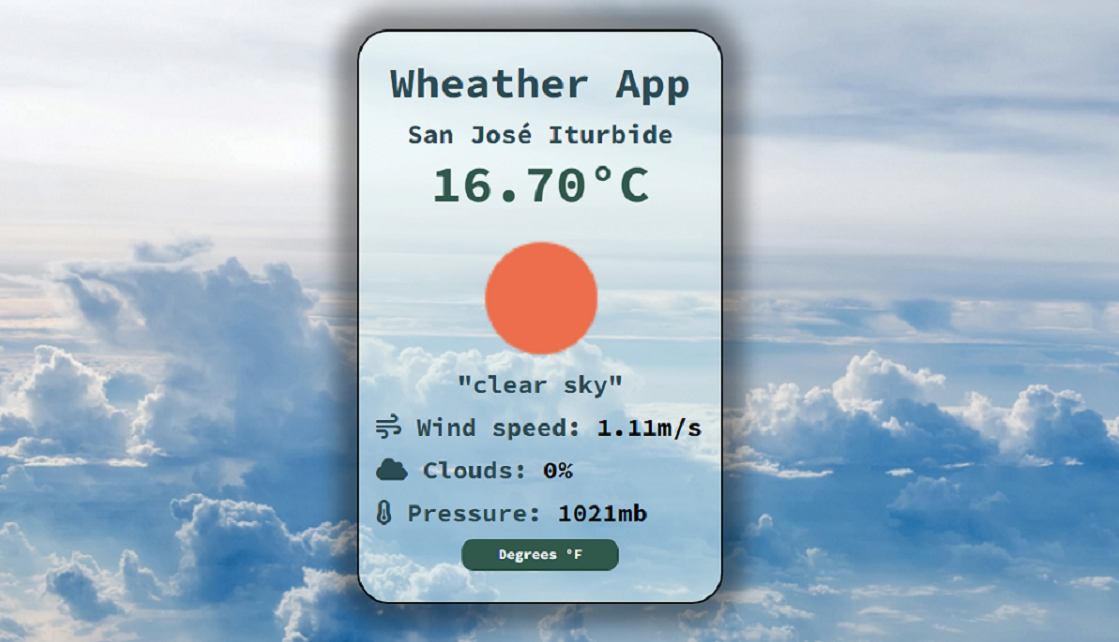 Wheather App
San José Iturbide
16.70°C
"clear sky"
Wind speed: 1.11m/s
Clouds: 0%
Pressure: 1021mb
Degrees °F